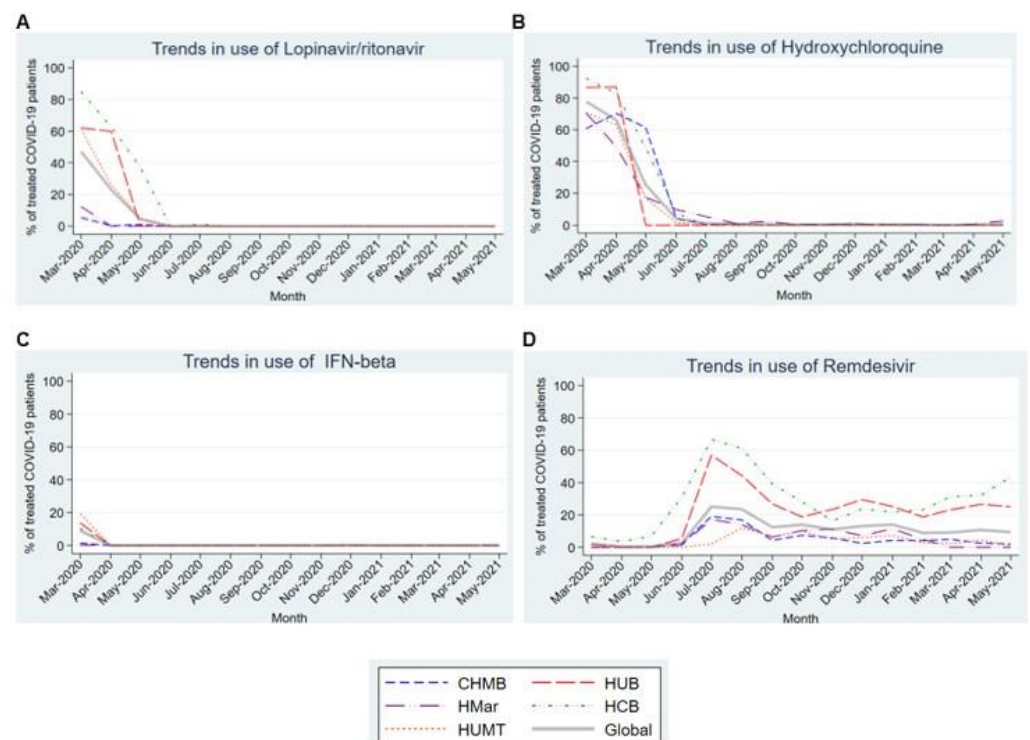 A
Trends in use of Lopinavir/ritonavir
% of treated COVID-19 patients
100
80
60
40
20
0
Mar-2020
Apr-2020
May-2020
Jun-2020
Jul-2020
Aug-2020
Sep-2020
Oct-2020
Nov-2020
Dec-2020
Jan-2021
Feb-2021
Mar-2021
Apr-2021
May-2021
Month
B
Trends in use of Hydroxychloroquine
% of treated COVID-19 patients
100
80
60
40
20
0
Mar-2020
Apr-2020
May-2020
Jun-2020
Jul-2020
Aug-2020
Sep-2020
Oct-2020
Nov-2020
Dec-2020
Jan-2021
Feb-2021
Mar-2021
Apr-2021
May-2021
Month
C
Trends in use of IFN-beta
% of treated COVID-19 patients
100
80
60
40
20
0
Mar-2020
Apr-2020
May-2020
Jun-2020
Jul-2020
Aug-2020
Sep-2020
Oct-2020
Nov-2020
Dec-2020
Jan-2021
Feb-2021
Mar-2021
Apr-2021
May-2021
Month
D
Trends in use of Remdesivir
% of treated COVID-19 patients
100
80
60
40
20
0
Mar-2020
Apr-2020
May-2020
Jun-2020
Jul-2020
Aug-2020
Sep-2020
Oct-2020
Nov-2020
Dec-2020
Jan-2021
Feb-2021
Mar-2021
Apr-2021
May-2021
Month
CHMB HUB
HMar HCB
HUMT Global